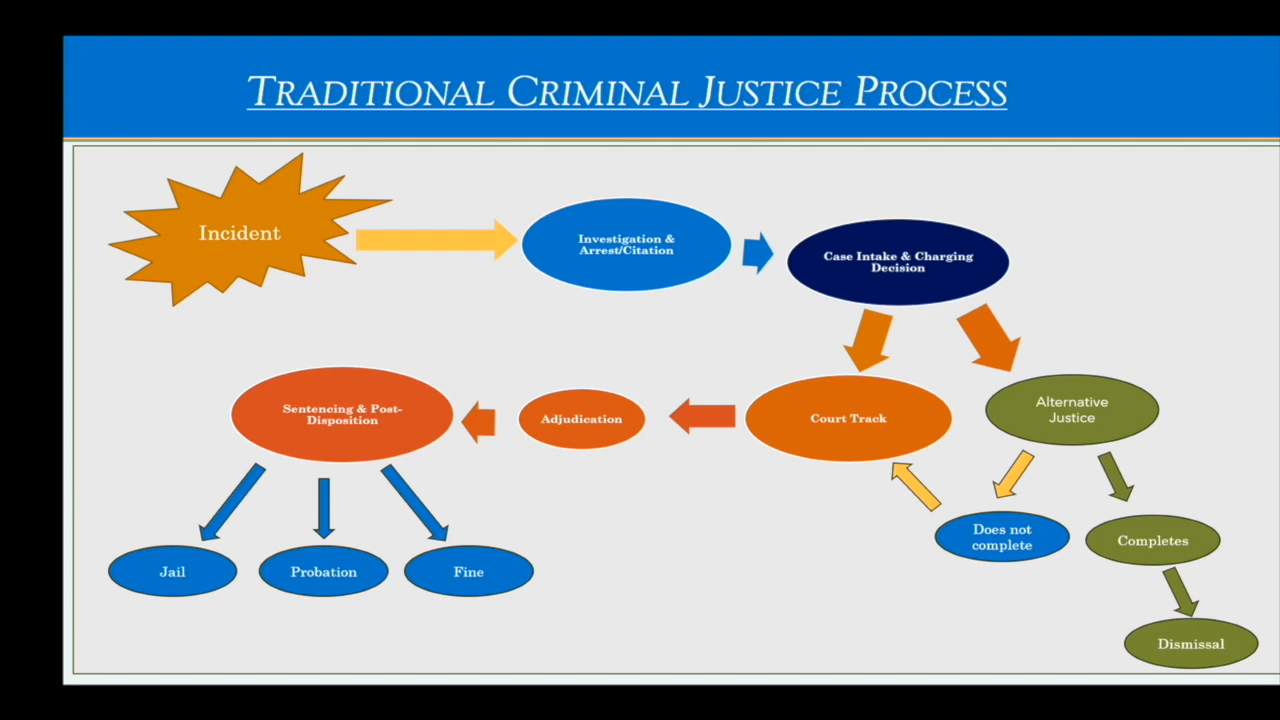 TRADITIONAL CRIMINAL JUSTICE PROCESS
Incident
Investigation &
Arrest/Citation
Case Intake & Charging
Decision
Sentencing & Post-
Disposition
Adjudication
Court Track
Alternative
Justice
Does not
complete
Completes
Jail
Probation
Fine
Dismissal